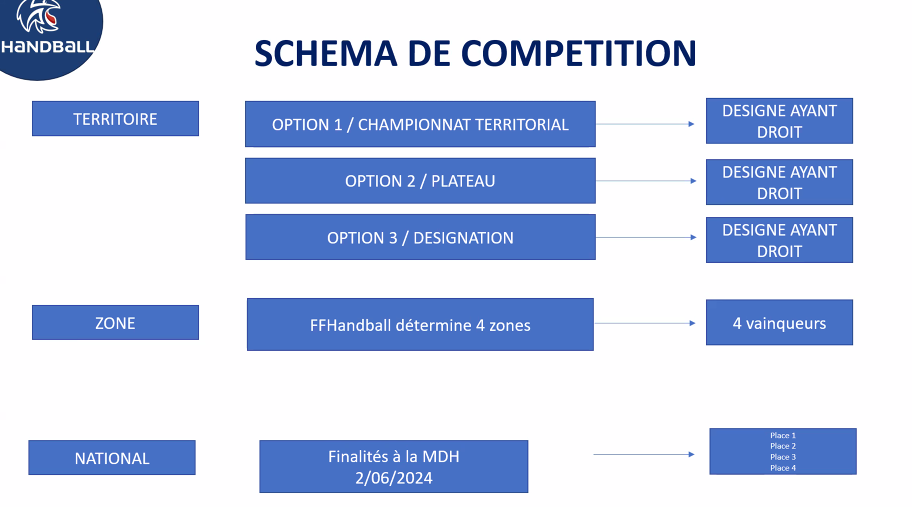 HANDBALL
SCHEMA DE COMPETITION
TERRITOIRE
OPTION 1 / CHAMPIONNAT TERRITORIAL
DESIGNE AYANT
DROIT
OPTION 2 / PLATEAU
DESIGNE AYANT
DROIT
OPTION 3 / DESIGNATION
DESIGNE AYANT
DROIT
ZONE
FFHandball détermine 4 zones
4 vainqueurs
NATIONAL
Finalités à la MDH
2/06/2024
Place 1
Place 2
Place 3
Place 4